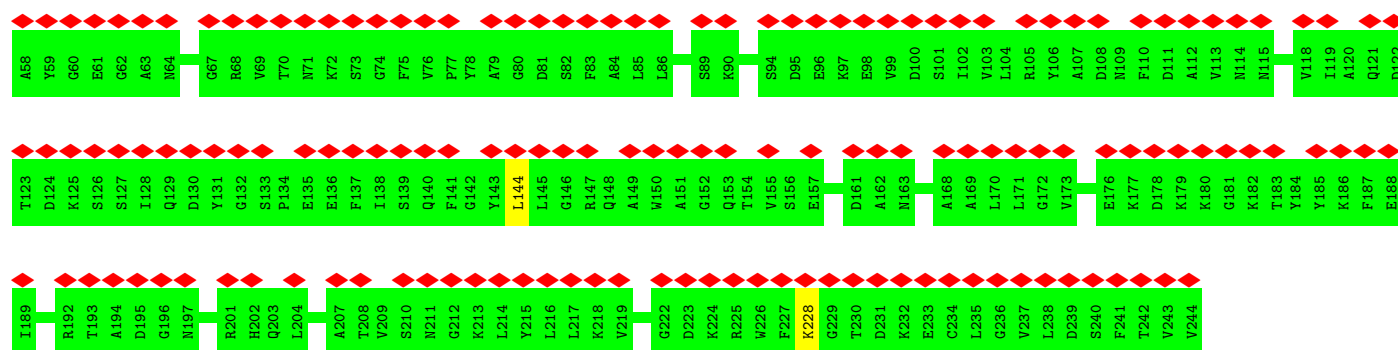 A58 Y59 G60 E61 G62 A63 N64 G67 R68 V69 T70 N71 K72 S73 G74 F75 V76 P77 Y78 A79 G80 D81 S82 F83 A84 L85 L86 S89 K90 S94 D95 E96 K97 E98 V99 D100 S101 I102 V103 L104 R105 Y106 A107 D108 N109 F110 D111 A112 V113 N114 N115 V118 I119 A120 Q121 D122
T123 D124 K125 S126 S127 I128 Q129 D130 Y131 G132 S133 P134 E135 E136 F137 I138 S139 Q140 F141 G142 Y143 L144 L145 G146 R147 Q148 A149 W150 A151 G152 Q153 T154 V155 S156 E157 D161 A162 N163 A168 A169 L170 L171 G172 V173 E176 K177 D178 K179 K180 G181 K182 T183 Y184 Y185 K186 F187 E188
I189 R192 T193 A194 D195 G196 N197 R201 H202 Q203 L204 A207 T208 V209 S210 N211 G212 K213 L214 Y215 L216 L217 K218 V219 G222 D223 K224 R225 W226 F227 K228 G229 T230 D231 K232 E233 C234 L235 G236 V237 L238 D239 S240 F241 T242 V243 V244